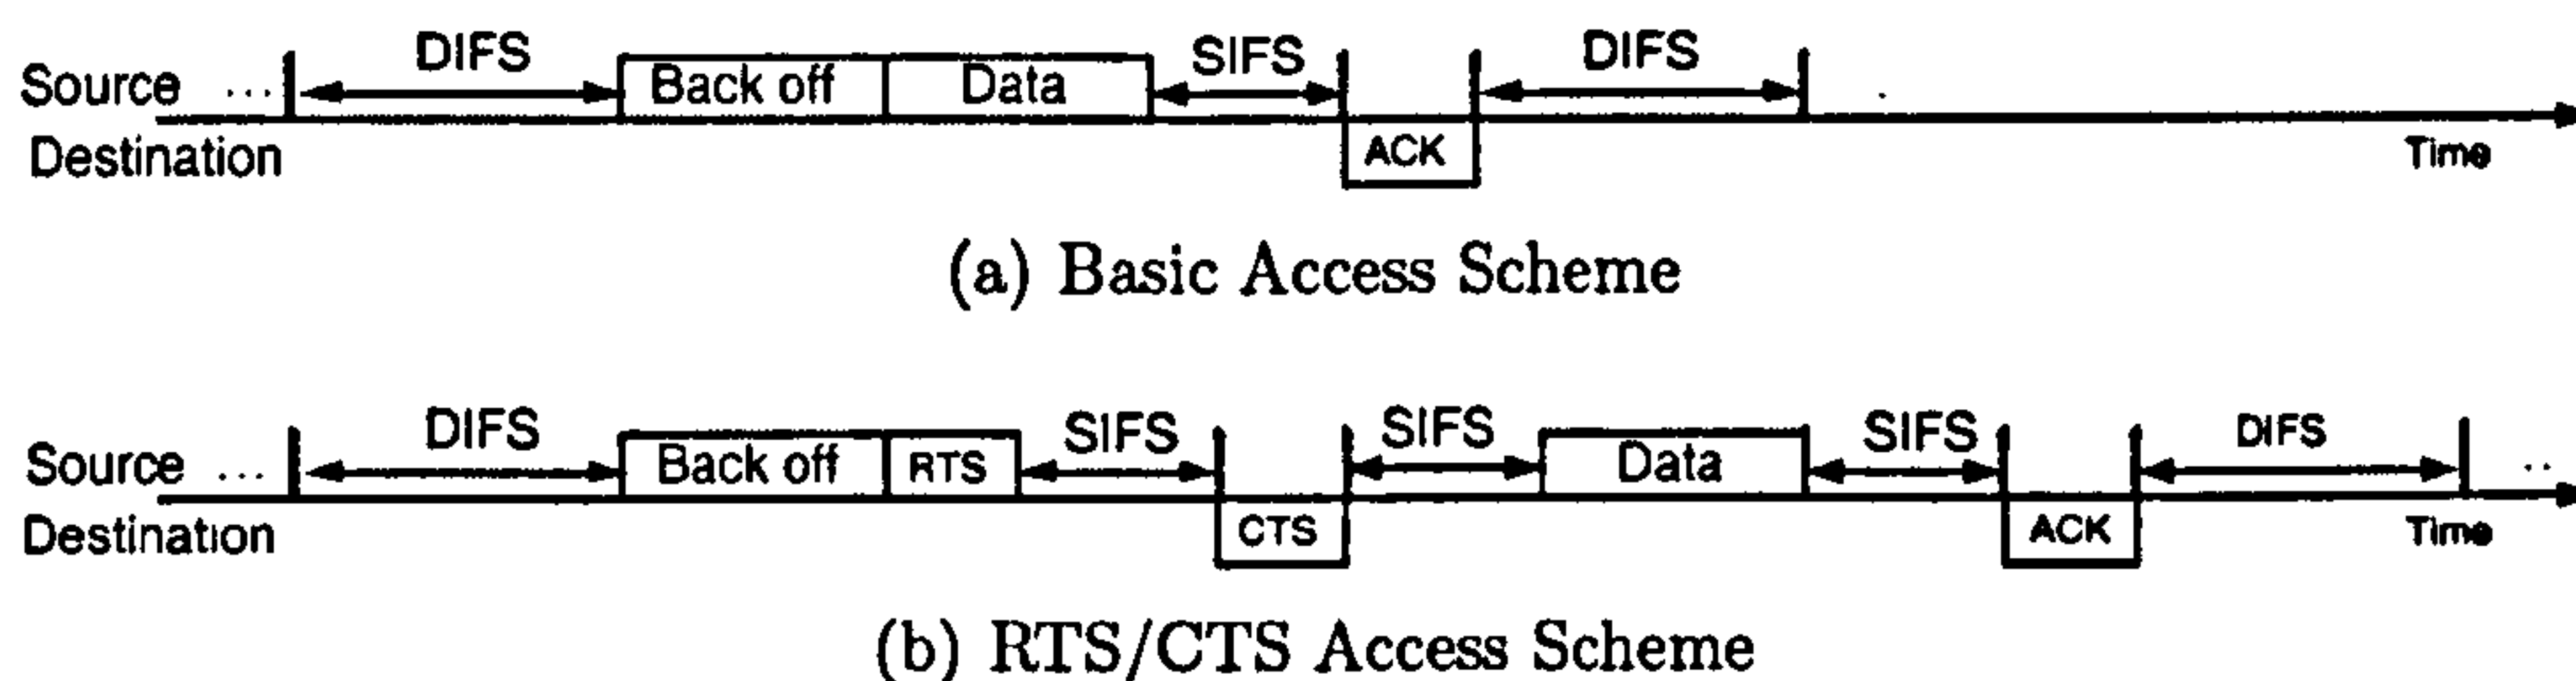 DIFS SIFS DIFS
Source ... Back off Data
ACK
Destination Time
(a) Basic Access Scheme
DIFS SIFS SIFS SIFS DIFS
Source ... Back off RTS Data ..
CTS ACK
Destination Time
(b) RTS/CTS Access Scheme